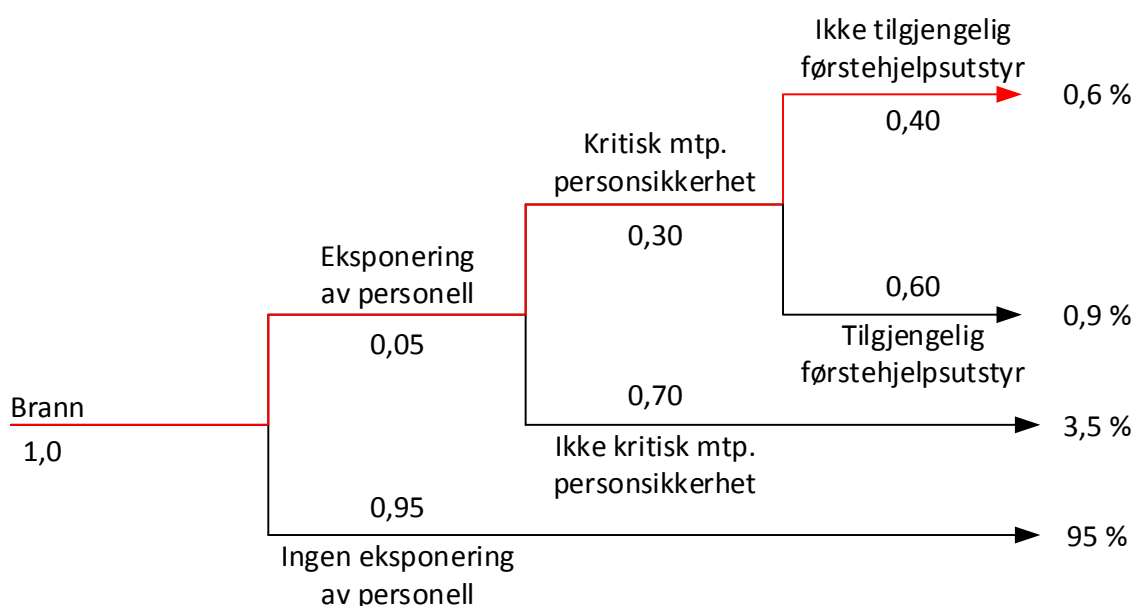 Ikke tilgjengelig
førstehjelpsutstyr
0,6 %
0,40
Kritisk mtp.
personsikkerhet
0,30
Eksponering
av personell
0,05
0,60
0,9 %
Tilgjengelig
førstehjelpsutstyr
Brann
1,0
0,70
3,5 %
Ikke kritisk mtp.
personsikkerhet
0,95
95 %
Ingen eksponering
av personell